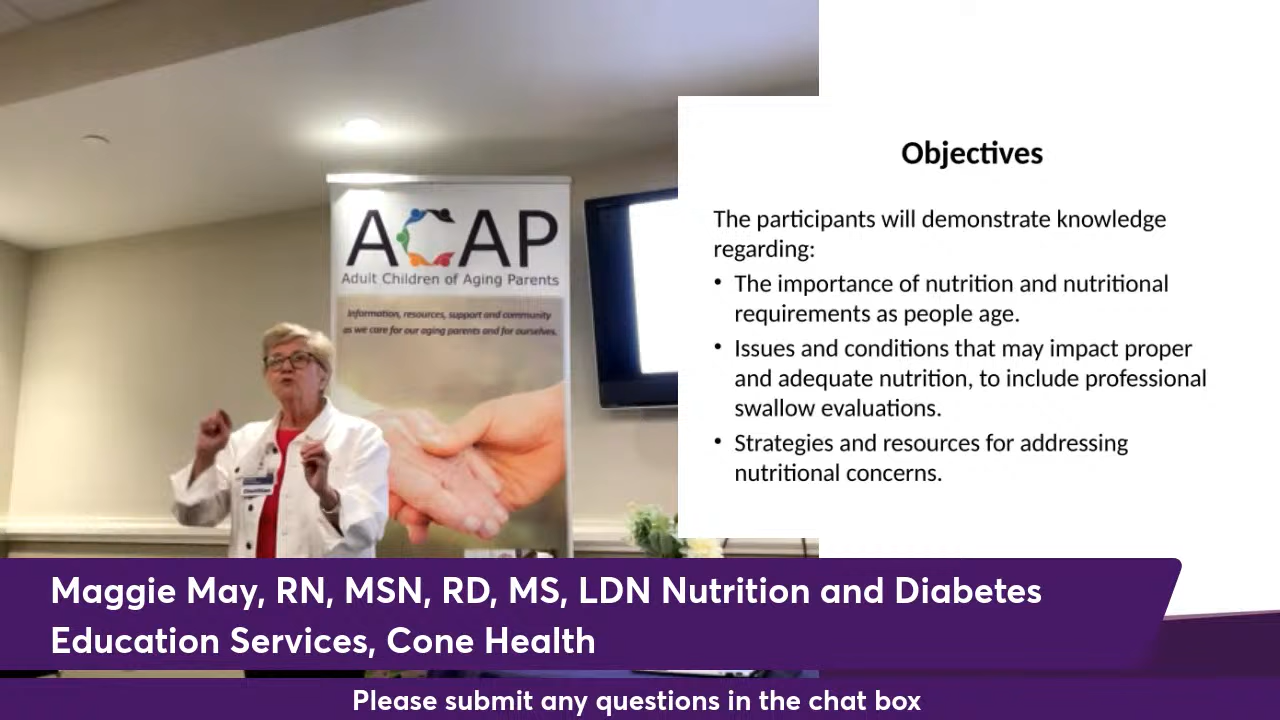 ACAP
Adult Children of Aging Parents
Information, resources, support and community
as we care for our aging parents and for ourselves.
Objectives
The participants will demonstrate knowledge
regarding:
• The importance of nutrition and nutritional
requirements as people age.
• Issues and conditions that may impact proper
and adequate nutrition, to include professional
swallow evaluations.
• Strategies and resources for addressing
nutritional concerns.
Maggie May, RN, MSN, RD, MS, LDN Nutrition and Diabetes
Education Services, Cone Health
Please submit any questions in the chat box